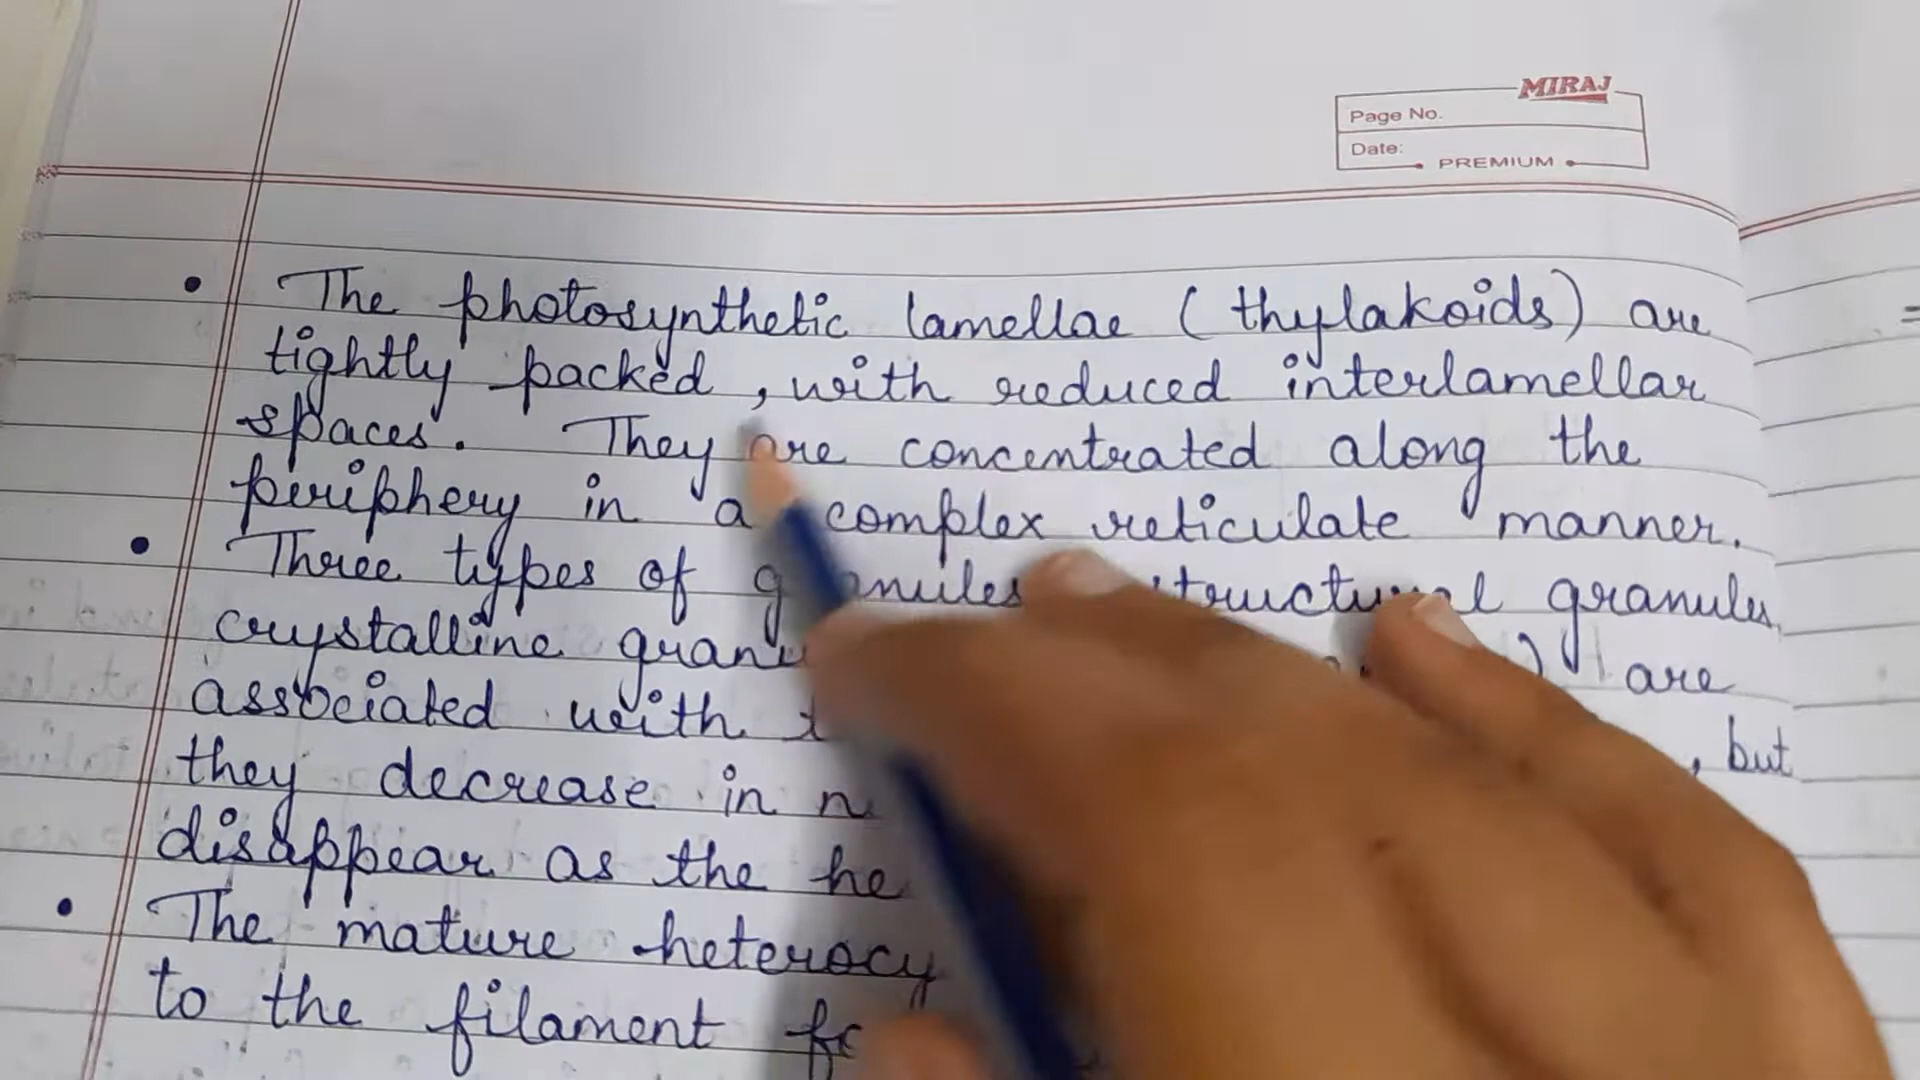 MIRAJ
Page No.
Date:
PREMIUM
• The photosynthetic lamellae (thylakoids) are
tightly packed, with reduced interlamellar
spaces. They are concentrated along the
periphery in a complex reticulate manner.
• Three types of granules structural granules
crystalline are
associated with , but
they decrease in
disappear as the
• The mature
to the filament